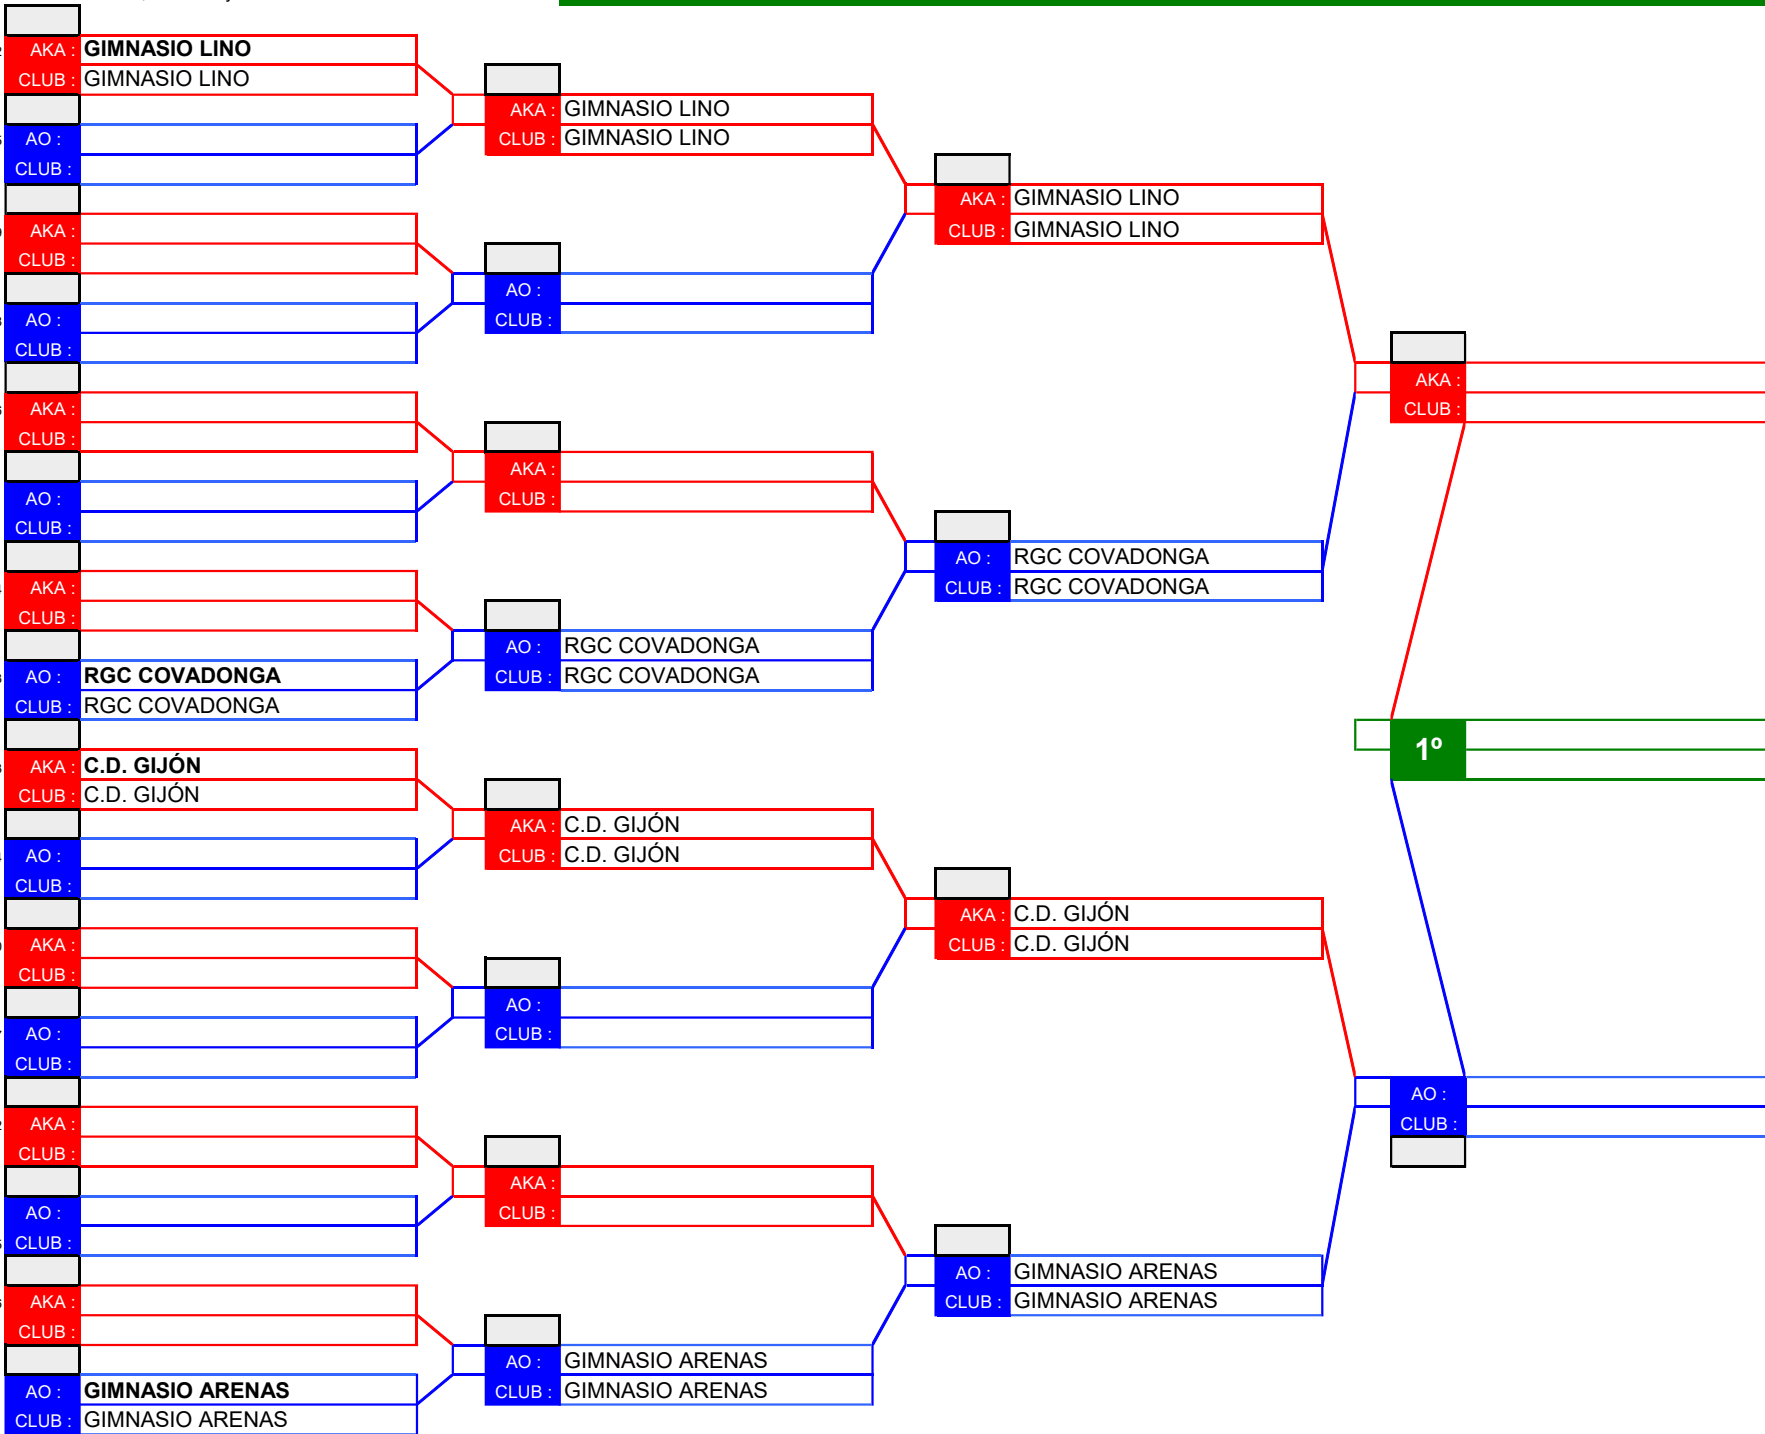 AKA : GIMNASIO LINO
CLUB : GIMNASIO LINO
AO :
CLUB :
AKA :
CLUB :
AO :
CLUB :
AKA :
CLUB :
AO :
CLUB :
AKA :
CLUB :
AO : RGC COVADONGA
CLUB : RGC COVADONGA
AKA : C.D. GIJÓN
CLUB : C.D. GIJÓN
AO :
CLUB :
AKA :
CLUB :
AO :
CLUB :
AKA :
CLUB :
AO :
CLUB :
AKA :
CLUB :
AO : GIMNASIO ARENAS
CLUB : GIMNASIO ARENAS
AKA : GIMNASIO LINO
CLUB : GIMNASIO LINO
AO :
CLUB :
AKA :
CLUB :
AO : RGC COVADONGA
CLUB : RGC COVADONGA
AKA : C.D. GIJÓN
CLUB : C.D. GIJÓN
AO :
CLUB :
AKA :
CLUB :
AO : GIMNASIO ARENAS
CLUB : GIMNASIO ARENAS
AKA : GIMNASIO LINO
CLUB : GIMNASIO LINO
AO : RGC COVADONGA
CLUB : RGC COVADONGA
AKA : C.D. GIJÓN
CLUB : C.D. GIJÓN
AO : GIMNASIO ARENAS
CLUB : GIMNASIO ARENAS
AKA :
CLUB :
1º
AO :
CLUB :